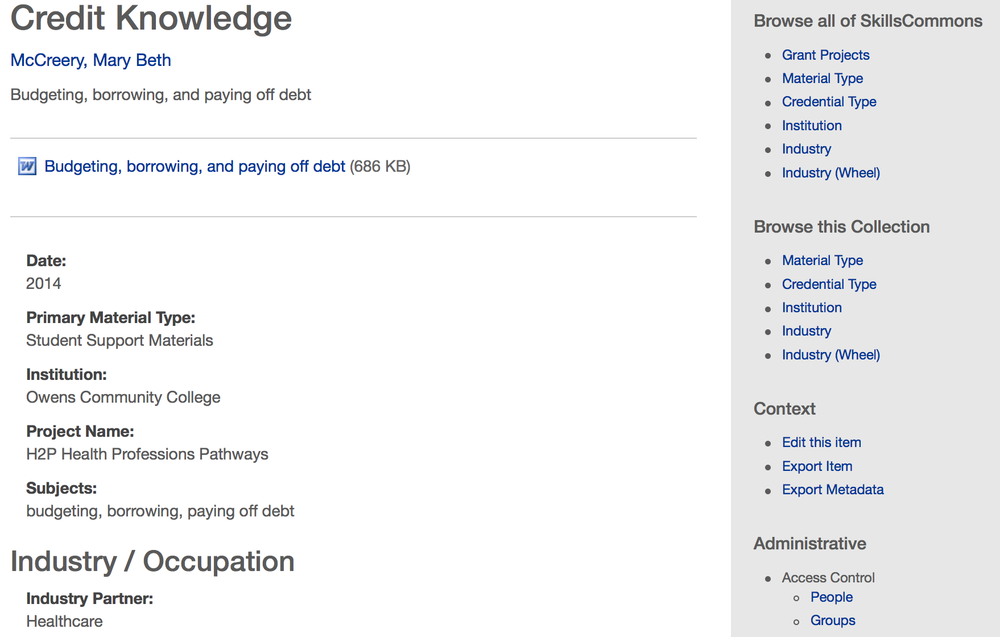 Credit Knowledge
McCreery, Mary Beth
Budgeting, borrowing, and paying off debt
Budgeting, borrowing, and paying off debt (686 KB)
Date:
2014
Primary Material Type:
Student Support Materials
Institution:
Owens Community College
Project Name:
H2P Health Professions Pathways
Subjects:
budgeting, borrowing, paying off debt
Industry / Occupation
Industry Partner:
Healthcare
Browse all of SkillsCommons
Grant Projects
Material Type
Credential Type
Institution
Industry
Industry (Wheel)
Browse this Collection
Material Type
Credential Type
Institution
Industry
Industry (Wheel)
Context
Edit this item
Export Item
Export Metadata
Administrative
Access Control
People
Groups